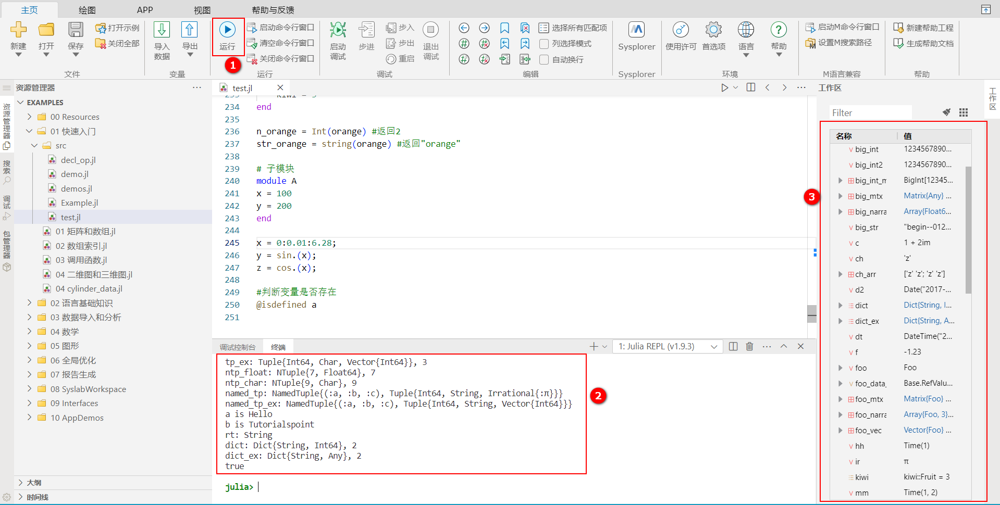 主页 绘图 APP 视图 帮助与反馈
新建 打开 保存 打开示例 关闭全部
文件
导入数据 导出
变量
运行 启动命令行窗口 清空命令行窗口 关闭命令行窗口
1
运行
启动调试 步进 步入 步出 重启 退出调试
调试
选择所有匹配项
列选择模式
自动换行
编辑
Sysplorer
Sysplorer
使用许可 首选项 语言 帮助
环境
启动M命令行窗口
设置M搜索路径
M语言兼容
新建帮助工程
生成帮助文档
帮助
资源管理器
搜索
调试
包管理器
资源管理器 ···
EXAMPLES
00 Resources
01 快速入门
src
decl_op.jl
demo.jl
demos.jl
Example.jl
test.jl
01 矩阵和数组.jl
02 数组索引.jl
03 调用函数.jl
04 二维图和三维图.jl
04 cylinder_data.jl
02 语言基础知识
03 数据导入和分析
04 数学
05 图形
06 全局优化
07 报告生成
08 SyslabWorkspace
09 Interfaces
10 AppDemos
大纲
时间线
test.jl
233 kiwi = 3
234 end
235
236 n_orange = Int(orange) #返回2
237 str_orange = string(orange) #返回"orange"
238
239 # 子模块
240 module A
241 x = 100
242 y = 200
243 end
244
245 x = 0:0.01:6.28;
246 y = sin.(x);
247 z = cos.(x);
248
249 #判断变量是否存在
250 @isdefined a
251
调试控制台 终端 1: Julia REPL (v1.9.3)
tp_ex: Tuple{Int64, Char, Vector{Int64}}, 3
ntp_float: NTuple{7, Float64}, 7
ntp_char: NTuple{9, Char}, 9
named_tp: NamedTuple{(:a, :b, :c), Tuple{Int64, String, Irrational{:π}}}
named_tp_ex: NamedTuple{(:a, :b, :c), Tuple{Int64, String, Vector{Int64}}}
a is Hello
b is Tutorialspoint
rt: String
dict: Dict{String, Int64}, 2
dict_ex: Dict{String, Any}, 2
true
julia>
2
工作区
工作区
Filter
3
名称 值
big_int 1234567890...
big_int2 1234567890...
big_int_m BigInt[12345...
big_mtx Matrix{Any} ...
big_narra Array{Float6...
big_str "begin--012...
c 1 + 2im
ch 'z'
ch_arr ['z' 'z'; 'z' 'z']
d2 Date("2017-...
dict Dict{String, I...
dict_ex Dict{String, A...
dt DateTime("2...
f -1.23
foo Foo
foo_data_ Base.RefValu...
foo_mtx Matrix{Foo} ...
foo_narra Array{Foo, 3}...
foo_vec Vector{Foo} ...
hh Time(1)
ir π
kiwi kiwi::Fruit = 3
mm Time(1, 2)